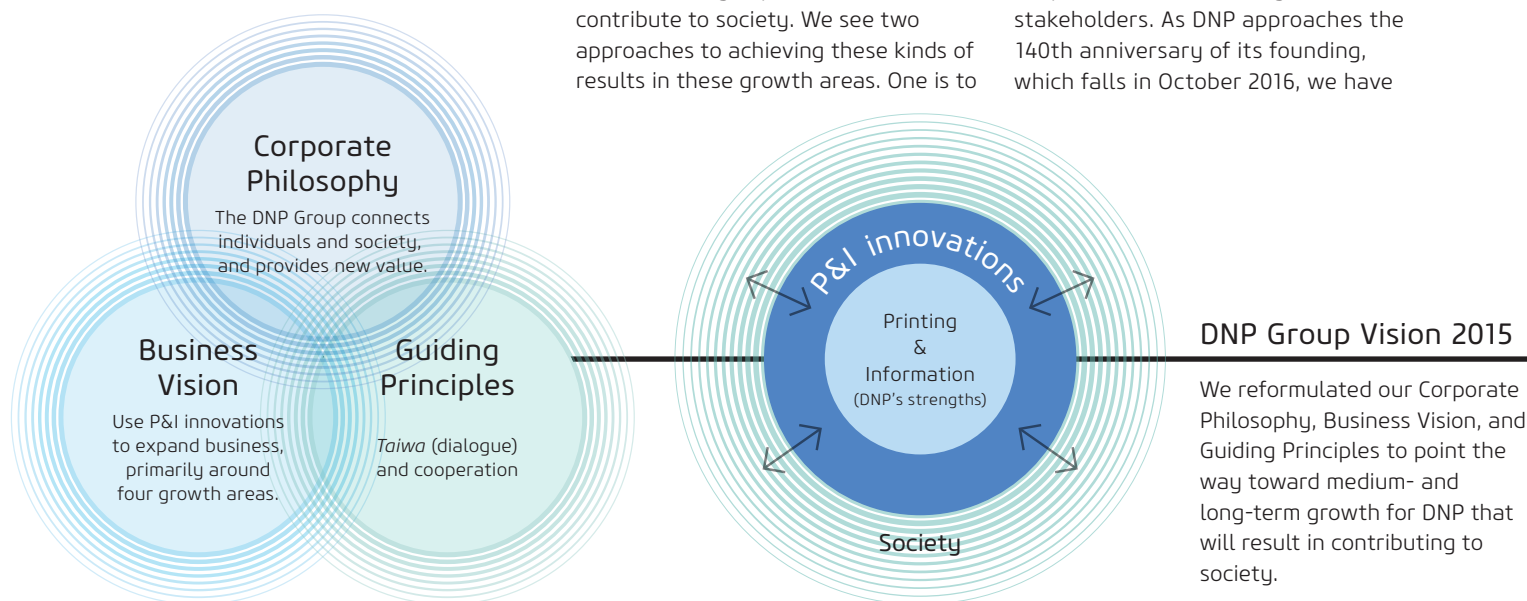 contribute to society. We see two
approaches to achieving these kinds of
results in these growth areas. One is to
stakeholders. As DNP approaches the
140th anniversary of its founding,
which falls in October 2016, we have
Corporate
Philosophy
The DNP Group connects
individuals and society,
and provides new value.
Business
Vision
Use P&I innovations
to expand business,
primarily around
four growth areas.
Guiding
Principles
Taiwa (dialogue)
and cooperation
P&I innovations
Printing
&
Information
(DNP's strengths)
Society
DNP Group Vision 2015
We reformulated our Corporate
Philosophy, Business Vision, and
Guiding Principles to point the
way toward medium- and
long-term growth for DNP that
will result in contributing to
society.